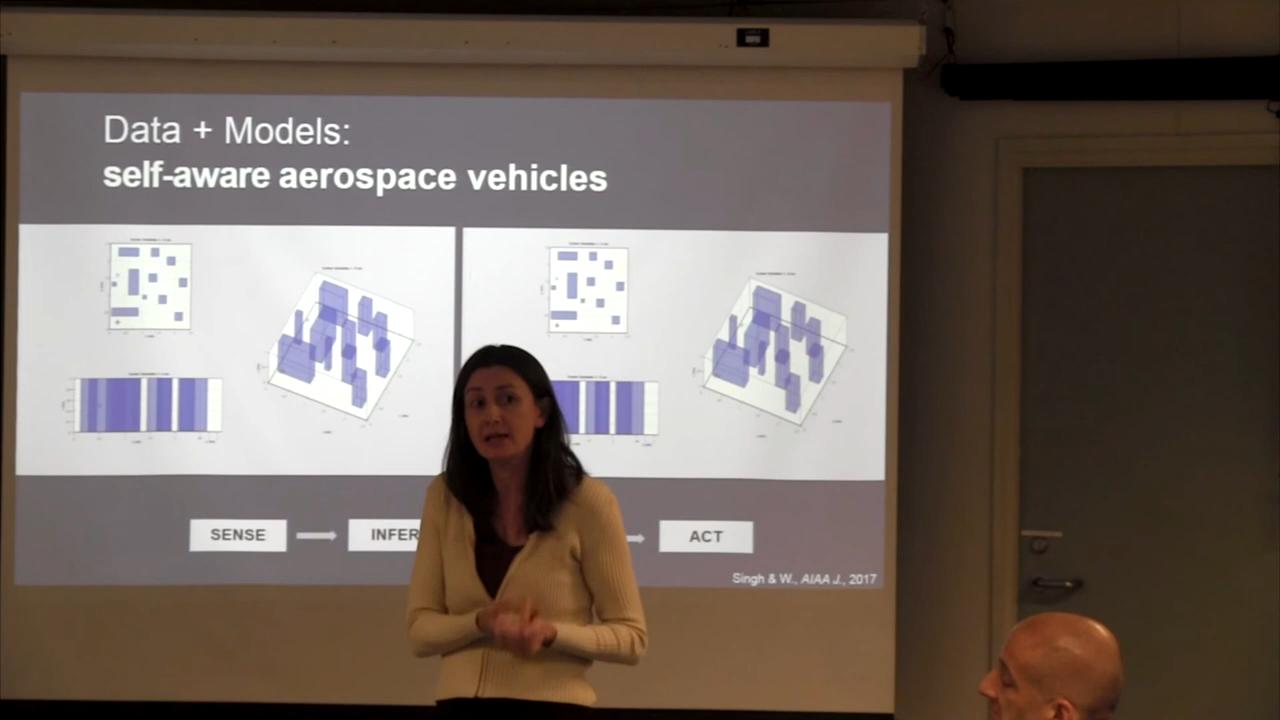 Data + Models:
self-aware aerospace vehicles
SENSE
INFER
ACT
Singh & W., AIAA J., 2017